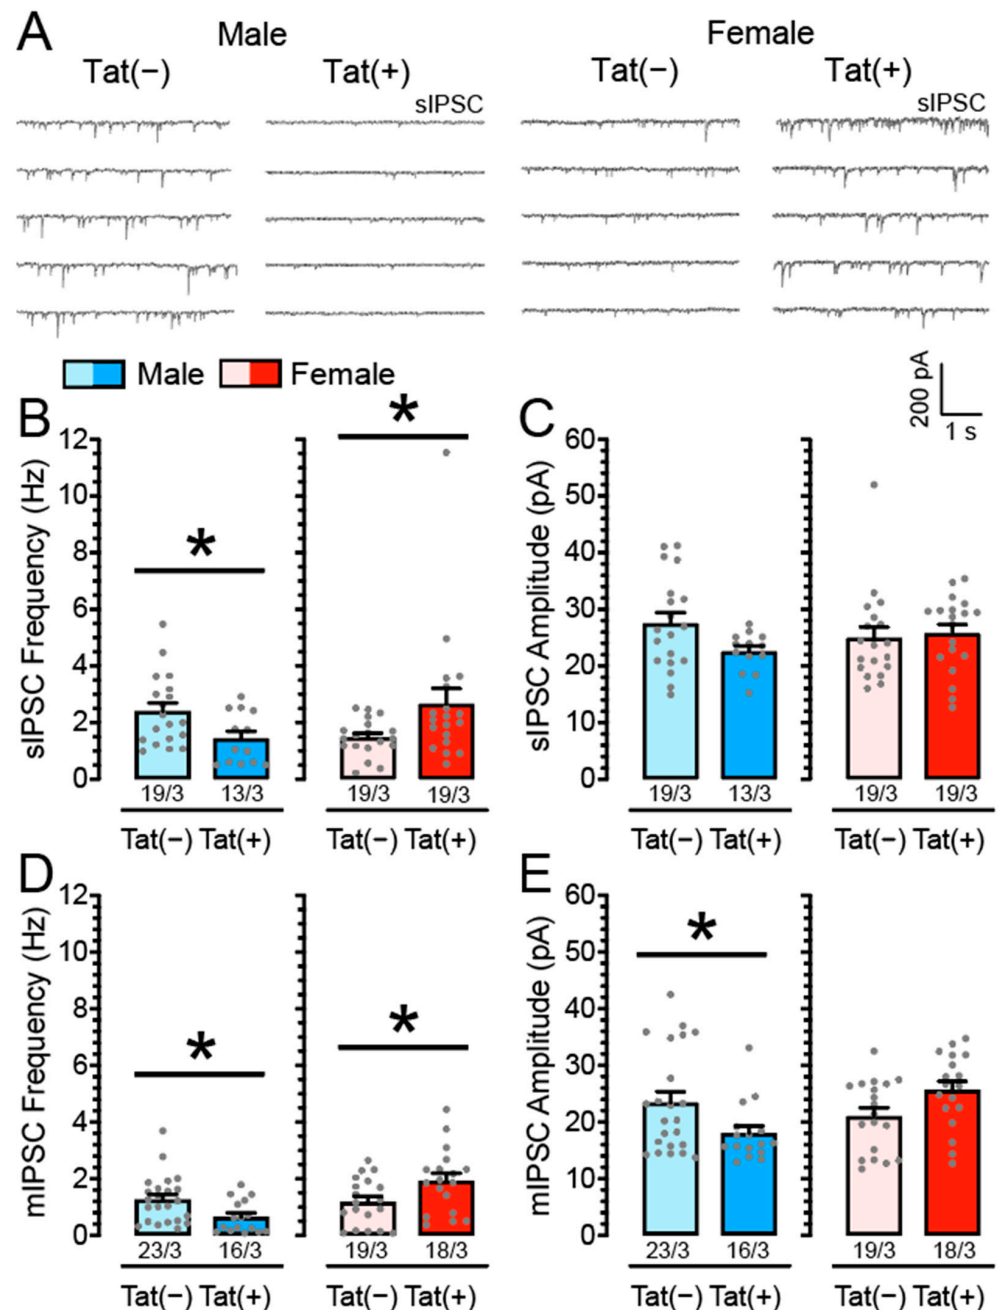 A
Male
Female
Tat(−) Tat(+) Tat(−) Tat(+)
sIPSC sIPSC
Male Female
200 pA
1 s
B
*
*
sIPSC Frequency (Hz)
12
10
8
6
4
2
0
19/3 13/3 19/3 19/3
Tat(−) Tat(+) Tat(−) Tat(+)
C
sIPSC Amplitude (pA)
60
50
40
30
20
10
0
19/3 13/3 19/3 19/3
Tat(−) Tat(+) Tat(−) Tat(+)
D
*
*
mIPSC Frequency (Hz)
12
10
8
6
4
2
0
23/3 16/3 19/3 18/3
Tat(−) Tat(+) Tat(−) Tat(+)
E
*
mIPSC Amplitude (pA)
60
50
40
30
20
10
0
23/3 16/3 19/3 18/3
Tat(−) Tat(+) Tat(−) Tat(+)